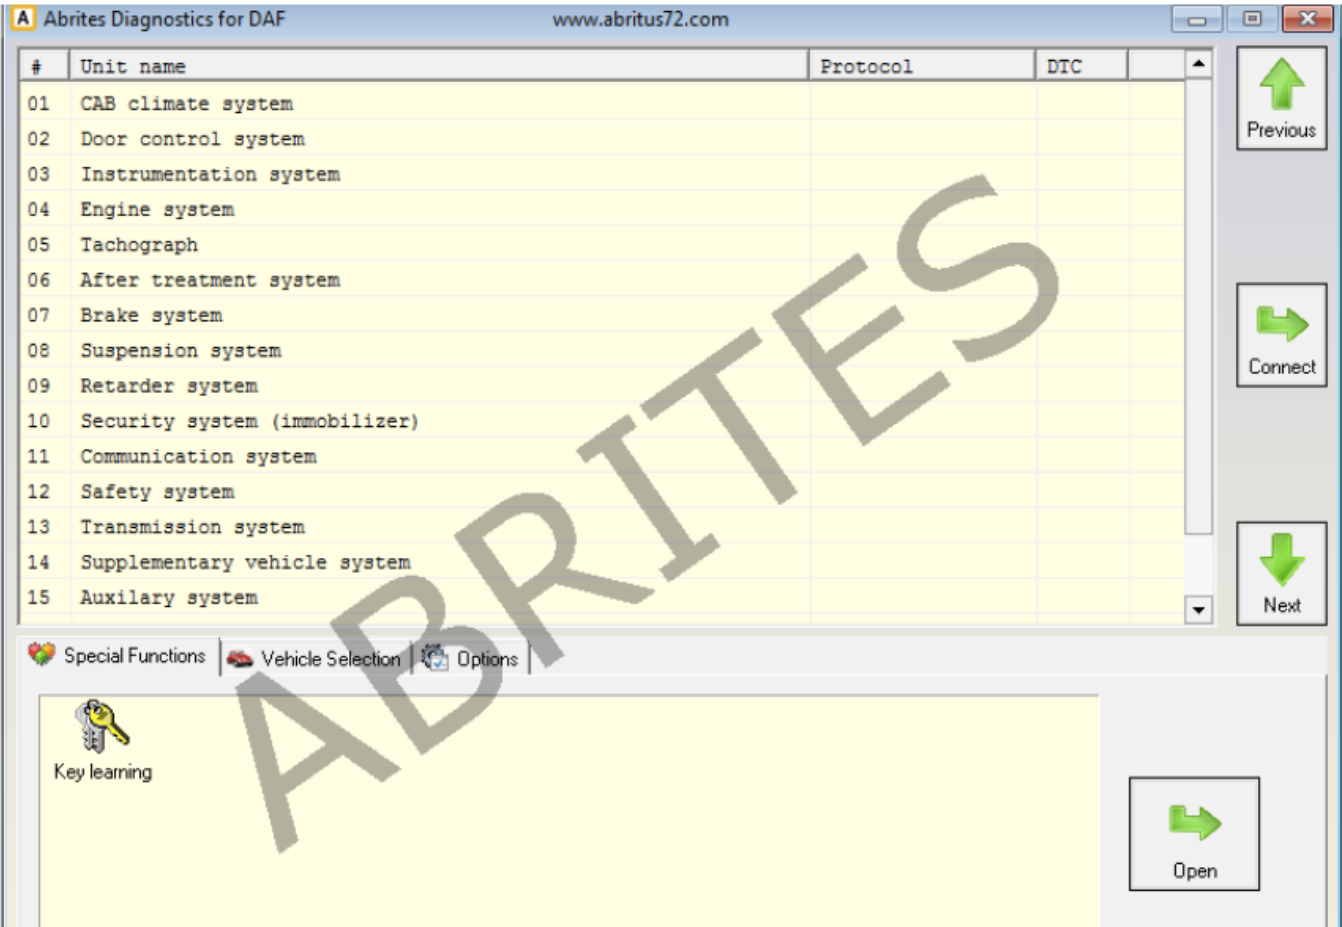 A Abrites Diagnostics for DAF www.abritus72.com
# Unit name Protocol DTC
01 CAB climate system
02 Door control system
03 Instrumentation system
04 Engine system
05 Tachograph
06 After treatment system
07 Brake system
08 Suspension system
09 Retarder system
10 Security system (immobilizer)
11 Communication system
12 Safety system
13 Transmission system
14 Supplementary vehicle system
15 Auxilary system
Previous
Connect
Next
ABRITES
Special Functions Vehicle Selection Options
Key learning
Open